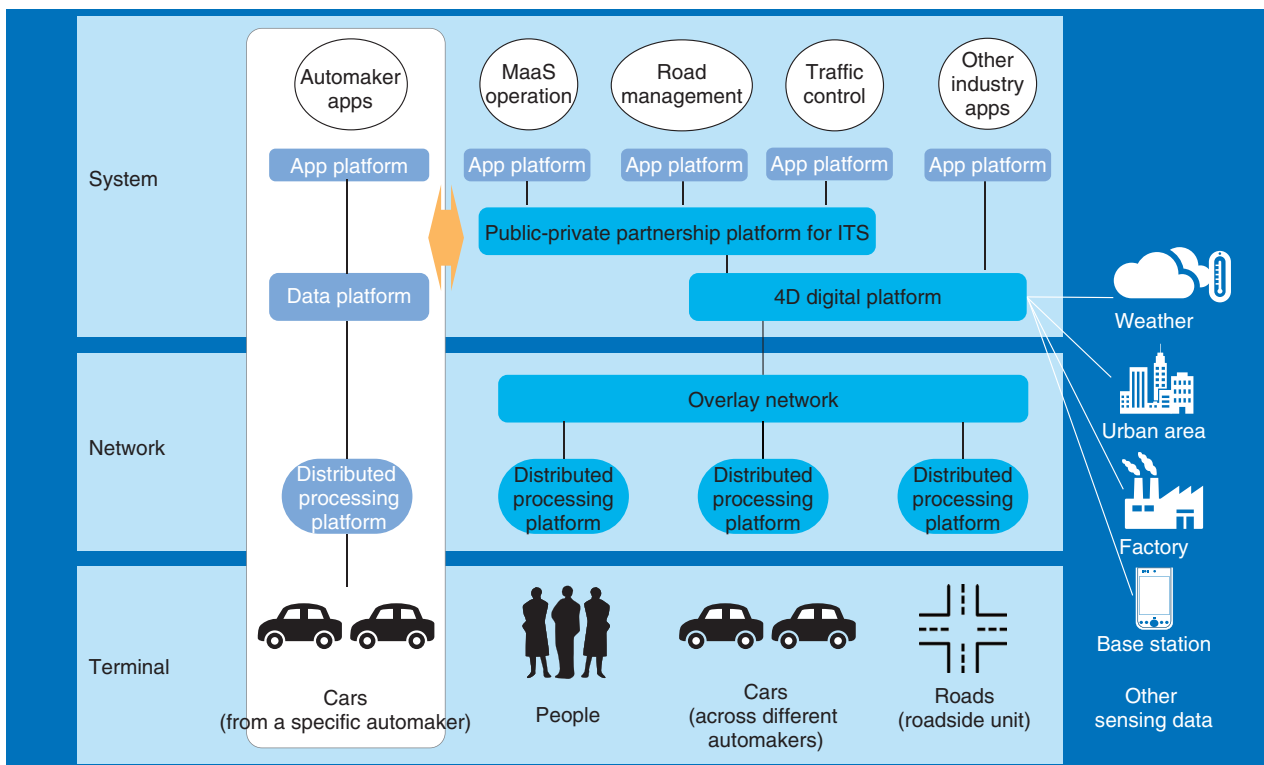 Automaker
apps
MaaS
operation
Road
management
Traffic
control
Other
industry
apps
System
App platform
App platform
App platform
App platform
App platform
Public-private partnership platform for ITS
Data platform
4D digital platform
Weather
Urban area
Factory
Base station
Other
sensing data
Network
Overlay network
Distributed
processing
platform
Distributed
processing
platform
Distributed
processing
platform
Distributed
processing
platform
Terminal
Cars
(from a specific automaker)
People
Cars
(across different
automakers)
Roads
(roadside unit)